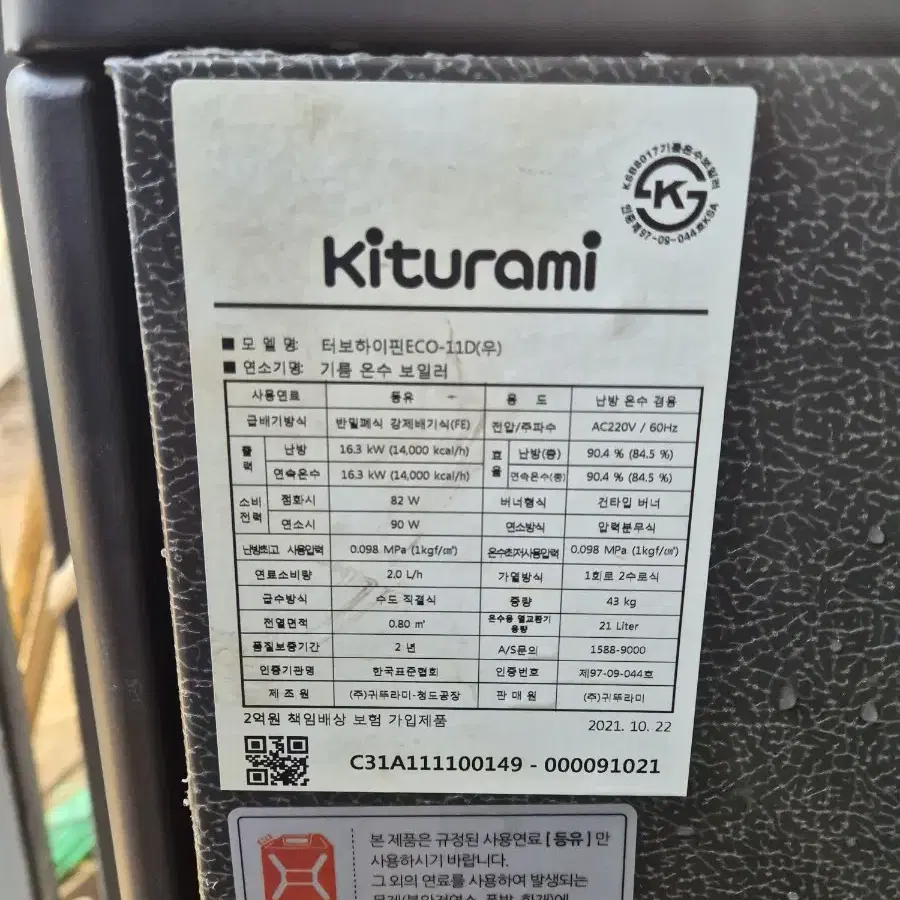 KSB8017기름온수보일러
인증제97-09-044호KSA
Kiturami
■ 모 델 명: 터보하이핀ECO-11D(우)
■ 연소기명: 기름 온수 보일러
사용연료 등유 용 도 난방 온수 겸용
급배기방식 반밀폐식 강제배기식(FE) 전압/주파수 AC220V / 60Hz
출력 난방 16.3 kW (14,000 kcal/h) 효율 난방(총) 90.4 % (84.5 %)
연속온수 16.3 kW (14,000 kcal/h) 연속온수(총) 90.4 % (84.5 %)
소비전력 점화시 82 W 버너형식 건타입 버너
연소시 90 W 연소방식 압력분무식
난방최고 사용압력 0.098 MPa (1kgf/㎠) 온수최저사용압력 0.098 MPa (1kgf/㎠)
연료소비량 2.0 L/h 가열방식 1회로 2수로식
급수방식 수도 직결식 중량 43 kg
전열면적 0.80 ㎡ 온수용 열교환기 용량 21 Liter
품질보증기간 2 년 A/S문의 1588-9000
인증기관명 한국표준협회 인증번호 제97-09-044호
제 조 원 (주)귀뚜라미-청도공장 판 매 원 (주)귀뚜라미
2억원 책임배상 보험 가입제품 2021. 10. 22
C31A111100149 - 000091021
본 제품은 규정된 사용연료 [등유] 만
사용하시기 바랍니다.
그 외의 연료를 사용하여 발생되는